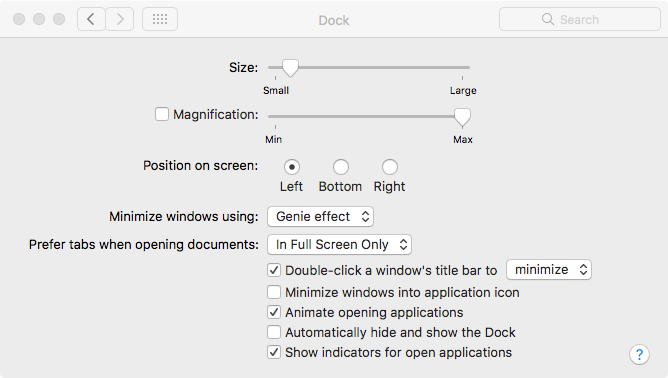 Dock
Search
Size:
Small Large
Magnification:
Min Max
Position on screen:
Left Bottom Right
Minimize windows using: Genie effect
Prefer tabs when opening documents: In Full Screen Only
Double-click a window's title bar to minimize
Minimize windows into application icon
Animate opening applications
Automatically hide and show the Dock
Show indicators for open applications
?